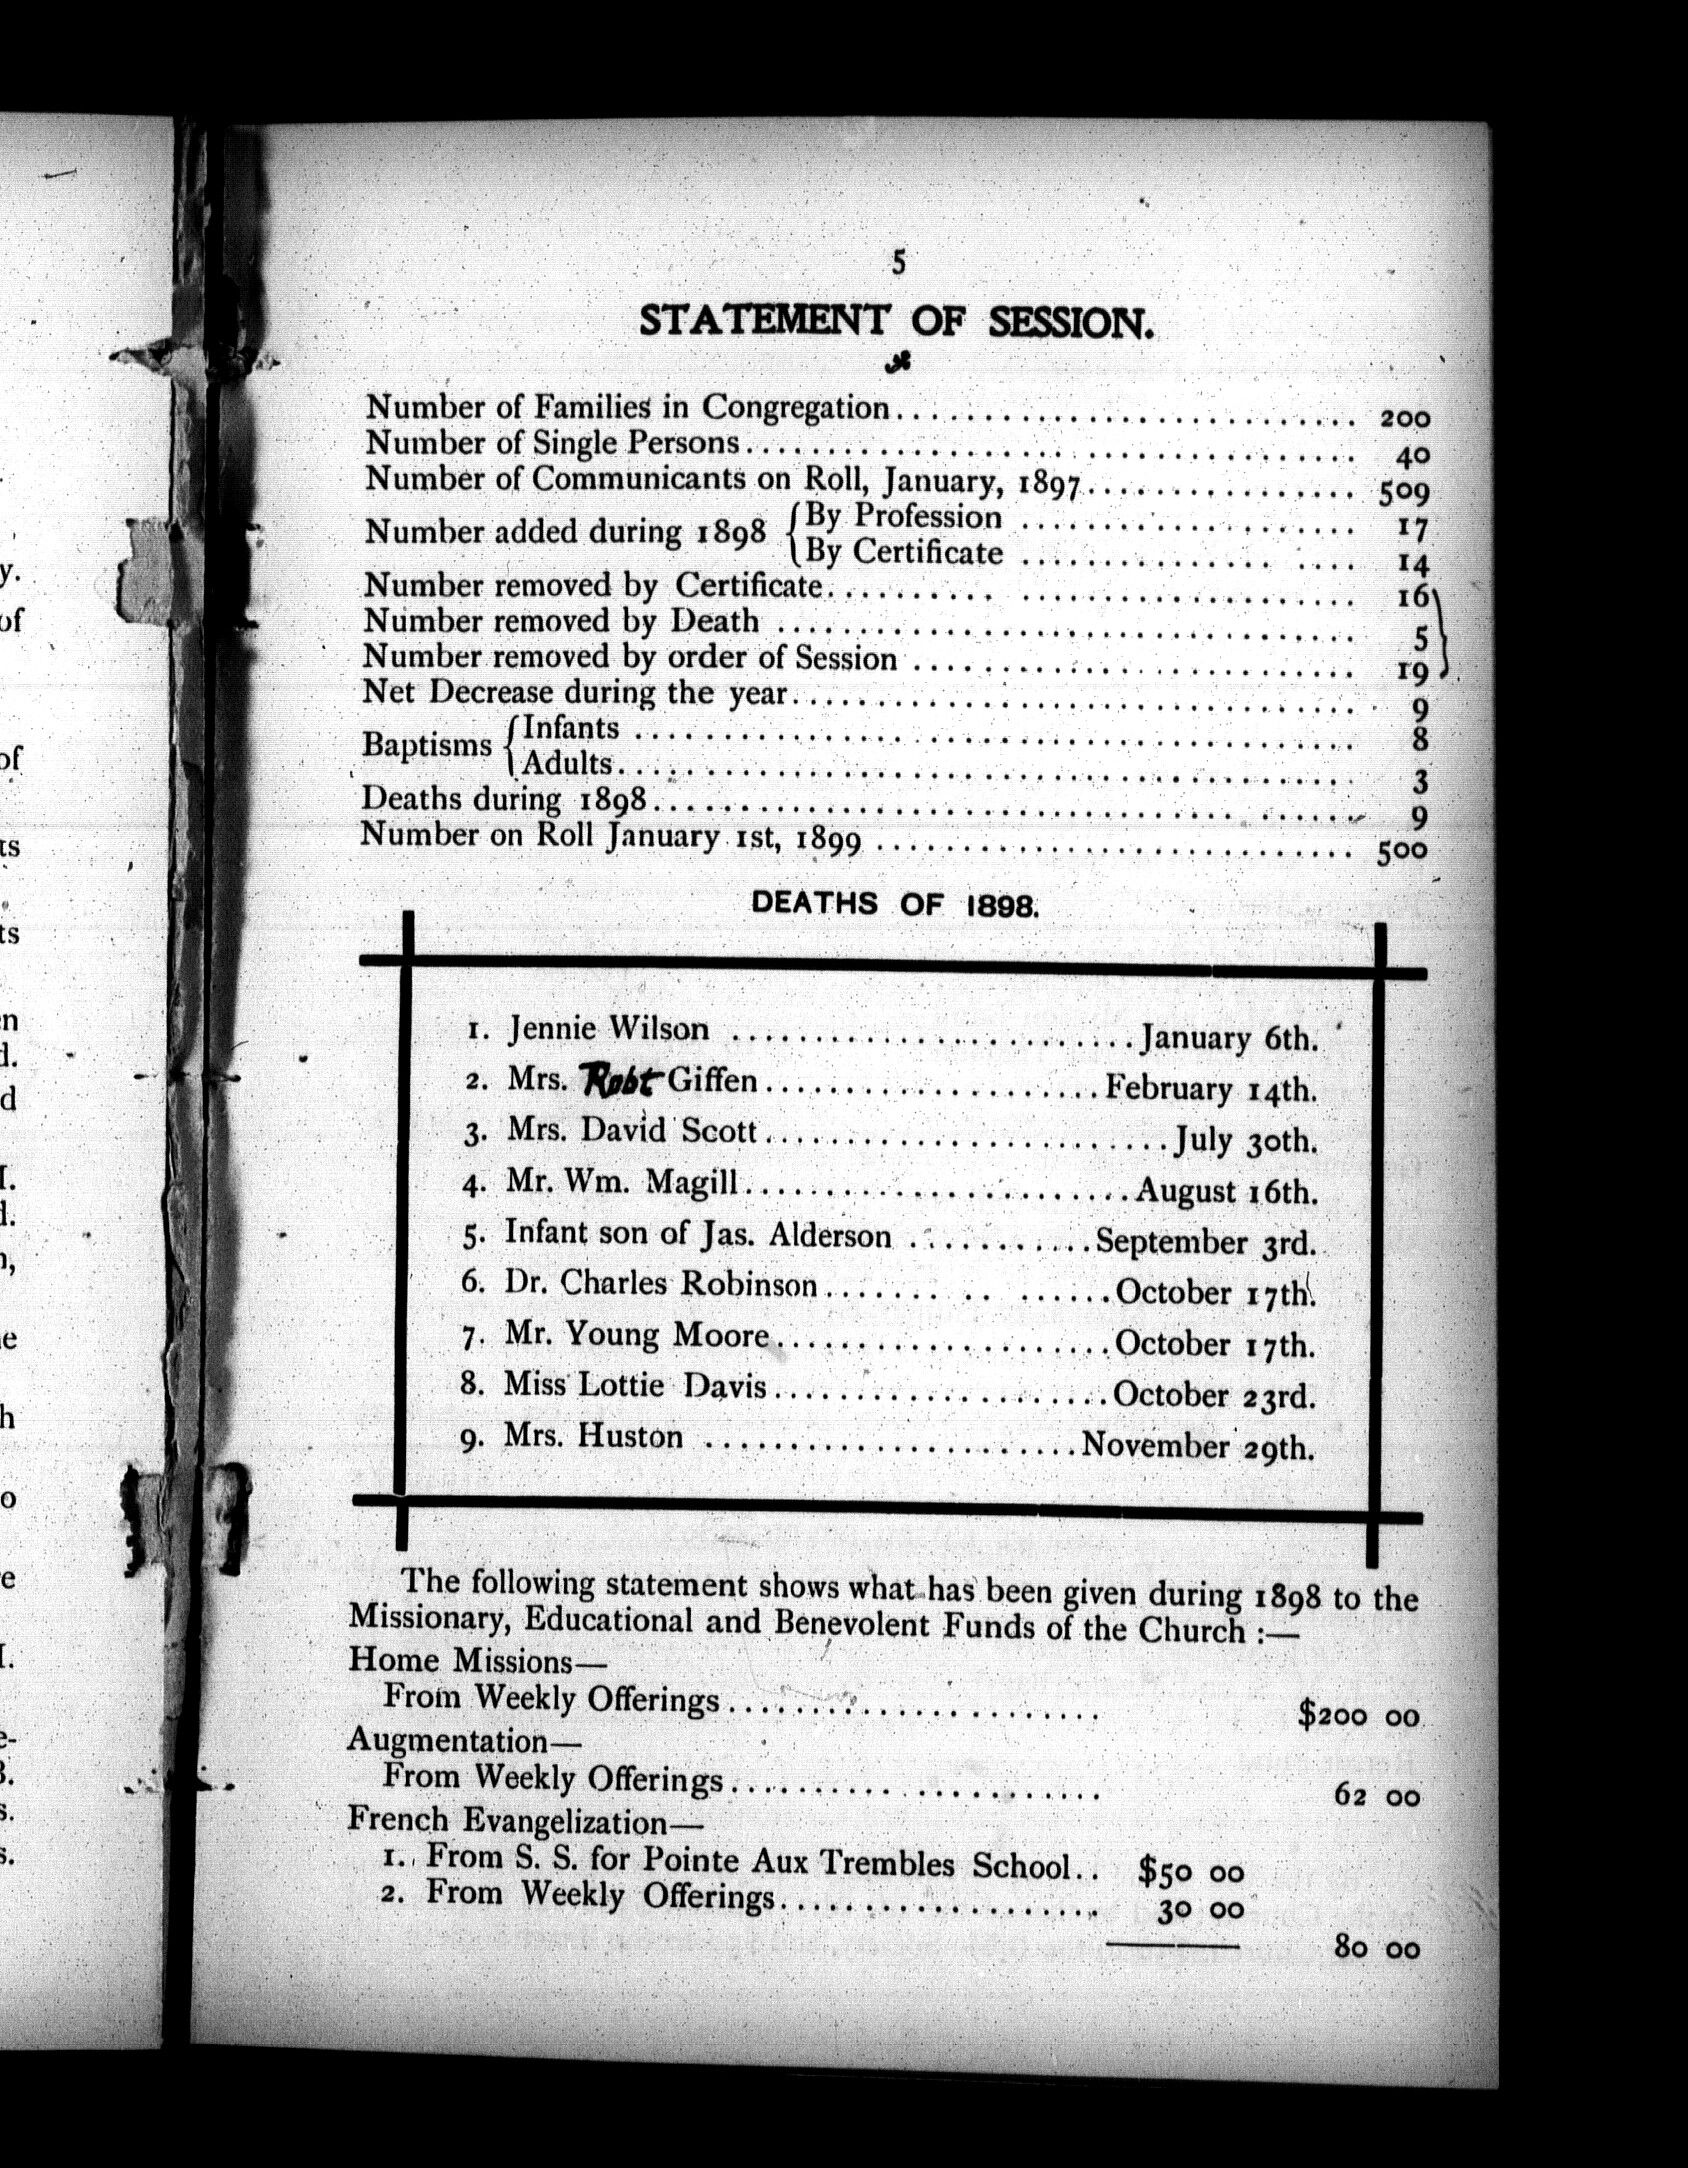 y.
of
of
ts
ts
en
d.
d
I.
d.
n,
ne
h
o
re
I.
e-
3.
s.
s.
5
STATEMENT OF SESSION.
Number of Families in Congregation.......................... 200
Number of Single Persons.................................. 40
Number of Communicants on Roll, January, 1897................ 509
Number added during 1898 { By Profession .................... 17
By Certificate .................... 14
Number removed by Certificate.............................. 16
Number removed by Death ................................. 5
Number removed by order of Session ......................... 19
Net Decrease during the year................................ 9
Baptisms { Infants ........................................ 8
Adults......................................... 3
Deaths during 1898........................................ 9
Number on Roll January 1st, 1899 ........................... 500
DEATHS OF 1898.
1. Jennie Wilson ........................January 6th.
2. Mrs. Robt Giffen....................February 14th.
3. Mrs. David Scott........................July 30th.
4. Mr. Wm. Magill.......................August 16th.
5. Infant son of Jas. Alderson ...........September 3rd.
6. Dr. Charles Robinson....... .. ......October 17th.
7. Mr. Young Moore....................October 17th.
8. Miss Lottie Davis....................October 23rd.
9. Mrs. Huston ......................November 29th.
The following statement shows what has been given during 1898 to the
Missionary, Educational and Benevolent Funds of the Church :—
Home Missions—
From Weekly Offerings...................... $200 00
Augmentation—
From Weekly Offerings...................... 62 00
French Evangelization—
1. From S. S. for Pointe Aux Trembles School.. $50 00
2. From Weekly Offerings................... 30 00
80 00